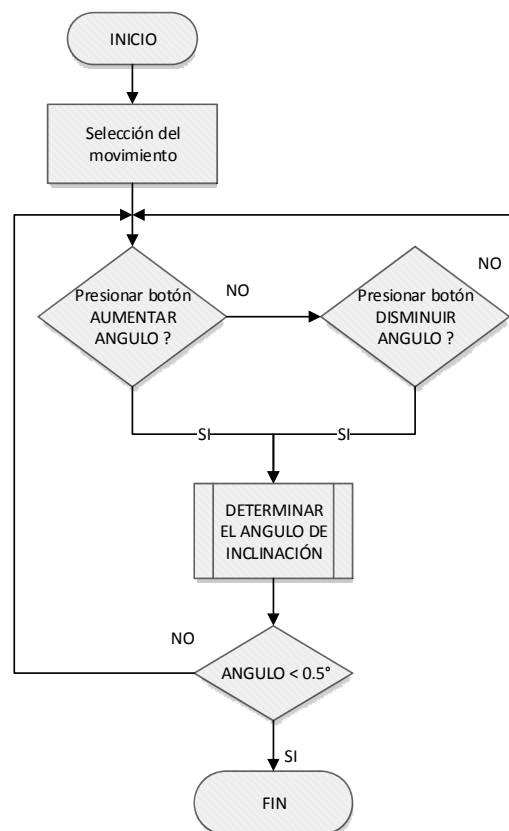 INICIO
Selección del
movimiento
Presionar botón
AUMENTAR
ANGULO ?
NO
Presionar botón
DISMINUIR
ANGULO ?
NO
SI
SI
DETERMINAR
EL ANGULO DE
INCLINACIÓN
NO
ANGULO < 0.5°
SI
FIN